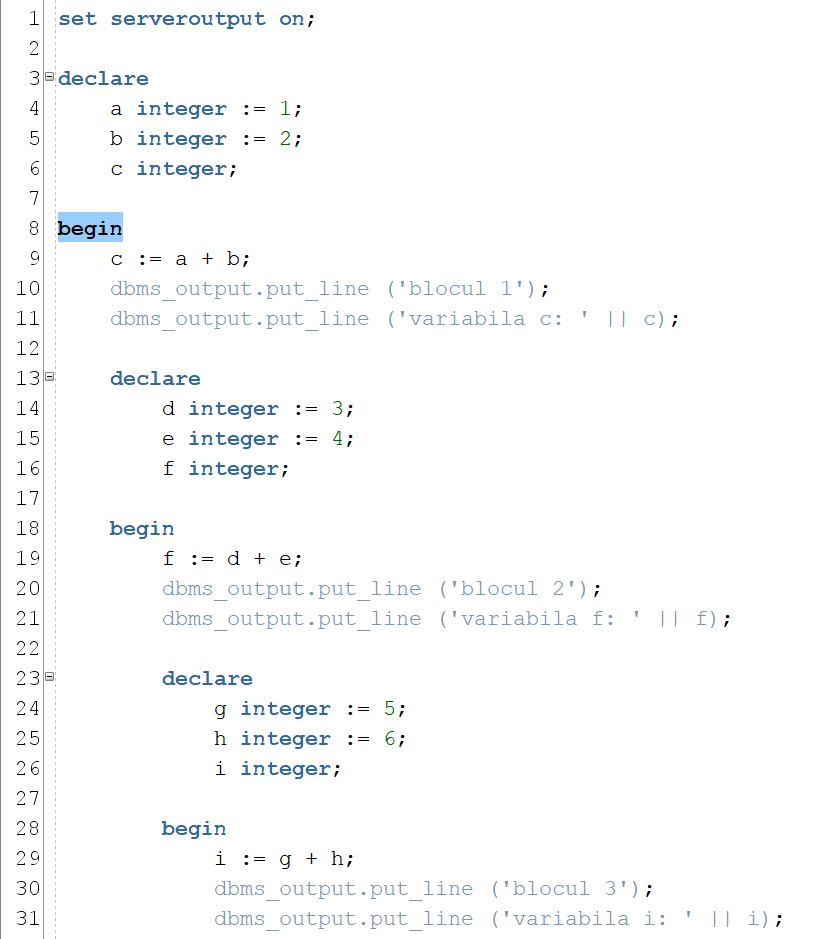 1 set serveroutput on;
2
3 declare
4     a integer := 1;
5     b integer := 2;
6     c integer;
7
8 begin
9     c := a + b;
10     dbms_output.put_line ('blocul 1');
11     dbms_output.put_line ('variabila c: ' || c);
12
13     declare
14         d integer := 3;
15         e integer := 4;
16         f integer;
17
18     begin
19         f := d + e;
20         dbms_output.put_line ('blocul 2');
21         dbms_output.put_line ('variabila f: ' || f);
22
23         declare
24             g integer := 5;
25             h integer := 6;
26             i integer;
27
28         begin
29             i := g + h;
30             dbms_output.put_line ('blocul 3');
31             dbms_output.put_line ('variabila i: ' || i);